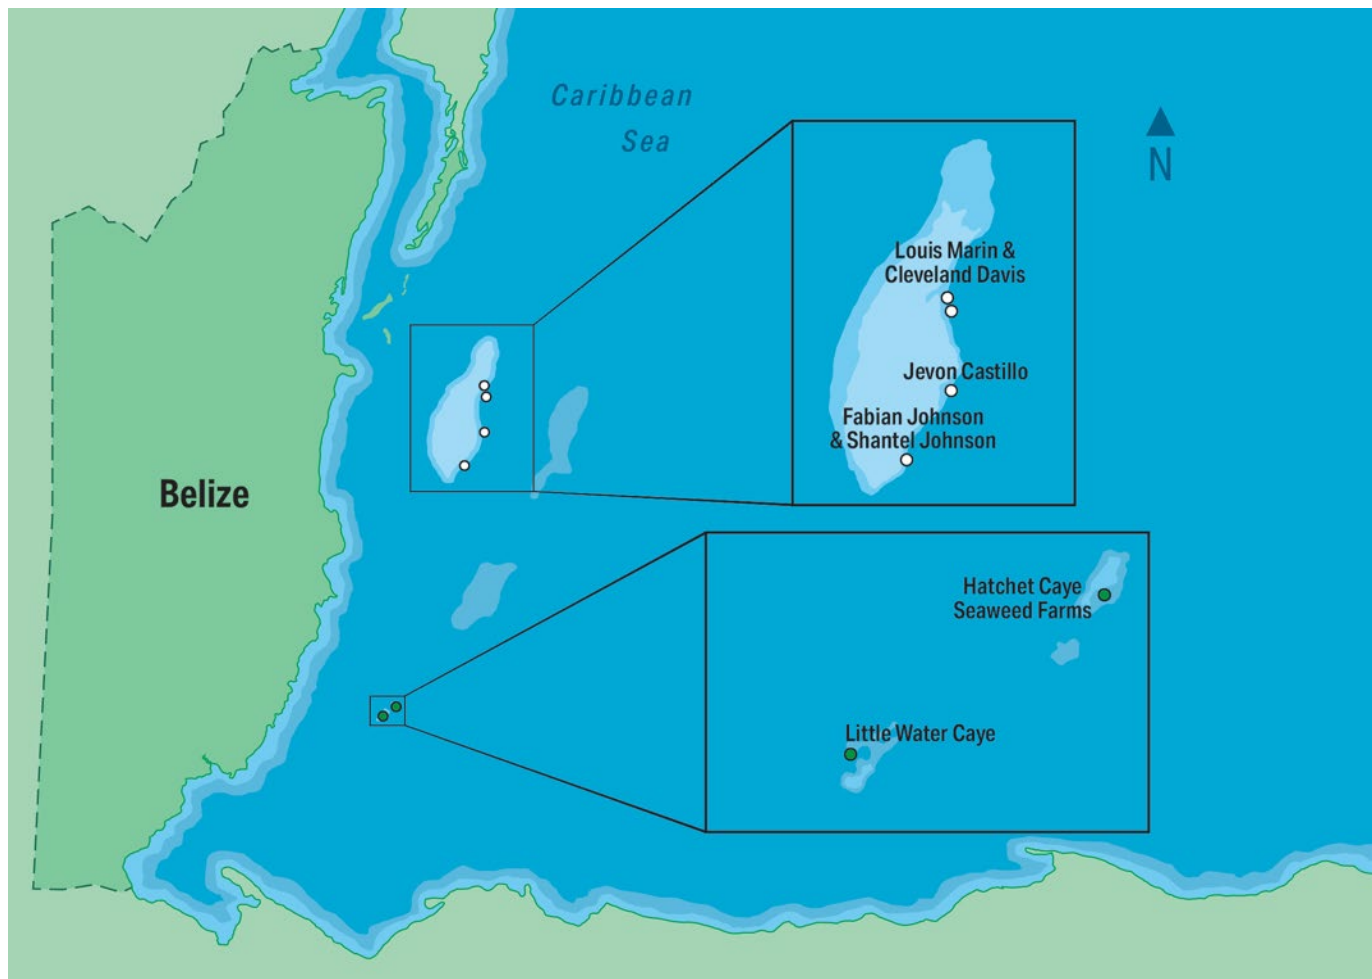 Caribbean
Sea
N
Louis Marin &
Cleveland Davis
Jevon Castillo
Fabian Johnson
& Shantel Johnson
Belize
Hatchet Caye
Seaweed Farms
Little Water Caye